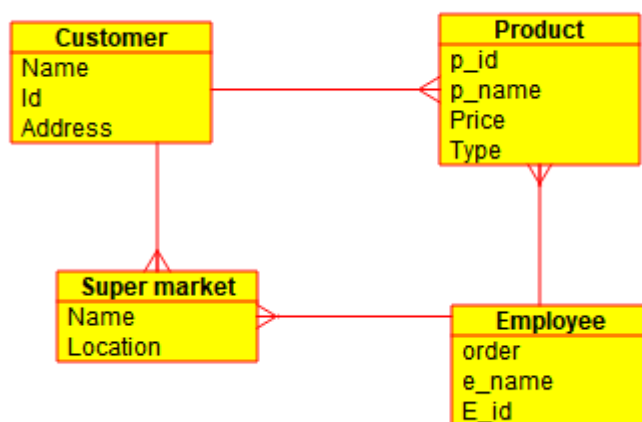 Customer
Name
Id
Address
Product
p_id
p_name
Price
Type
Super market
Name
Location
Employee
order
e_name
E_id